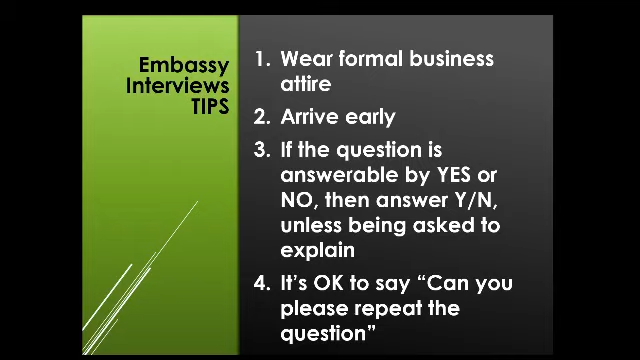 Embassy
Interviews
TIPS
1. Wear formal business
attire
2. Arrive early
3. If the question is
answerable by YES or
NO, then answer Y/N,
unless being asked to
explain
4. It's OK to say “Can you
please repeat the
question”